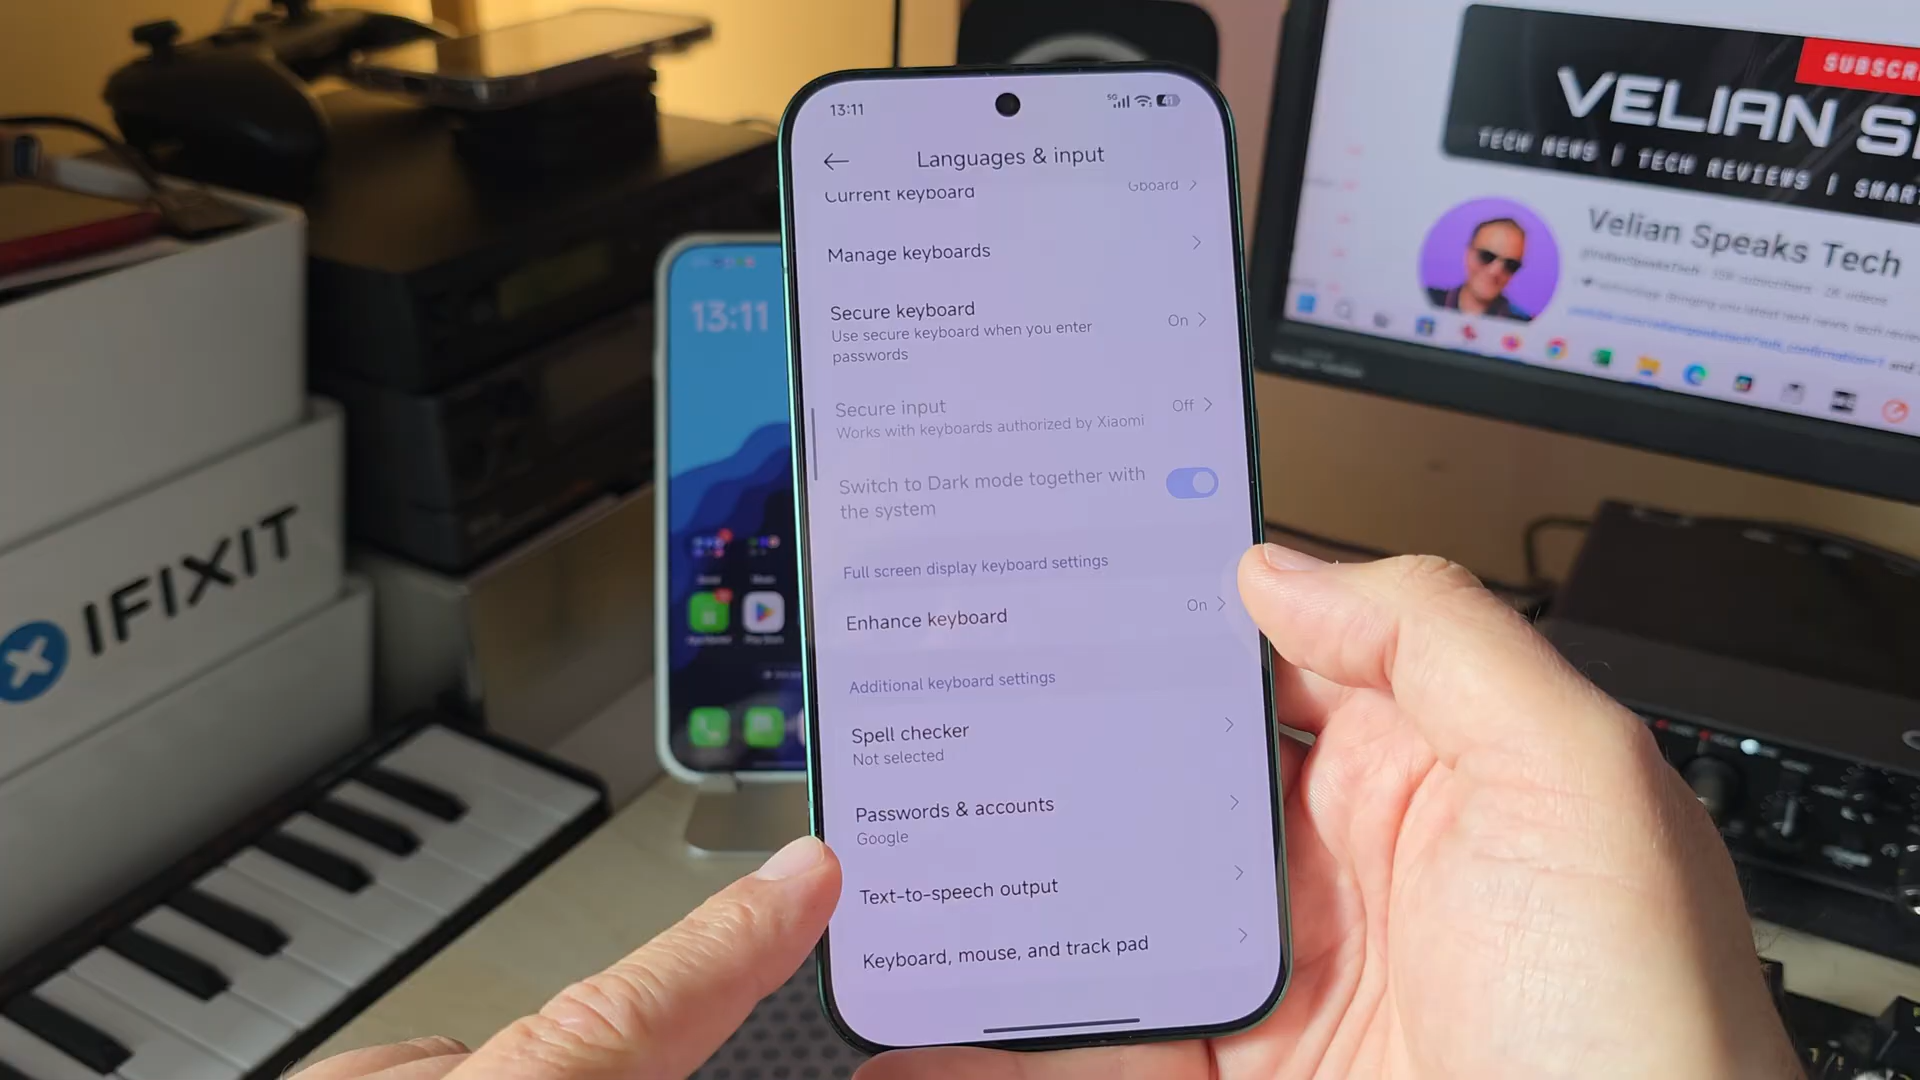 13:11
5G
41
Languages & input
Current keyboard
Gboard
Manage keyboards
Secure keyboard
Use secure keyboard when you enter
passwords
On
Secure input
Works with keyboards authorized by Xiaomi
Off
Switch to Dark mode together with
the system
Full screen display keyboard settings
Enhance keyboard
On
Additional keyboard settings
Spell checker
Not selected
Passwords & accounts
Google
Text-to-speech output
Keyboard, mouse, and track pad
13:11
IFIXIT
SUBSCR
VELIAN S
TECH NEWS | TECH REVIEWS | SMAR
Velian Speaks Tech